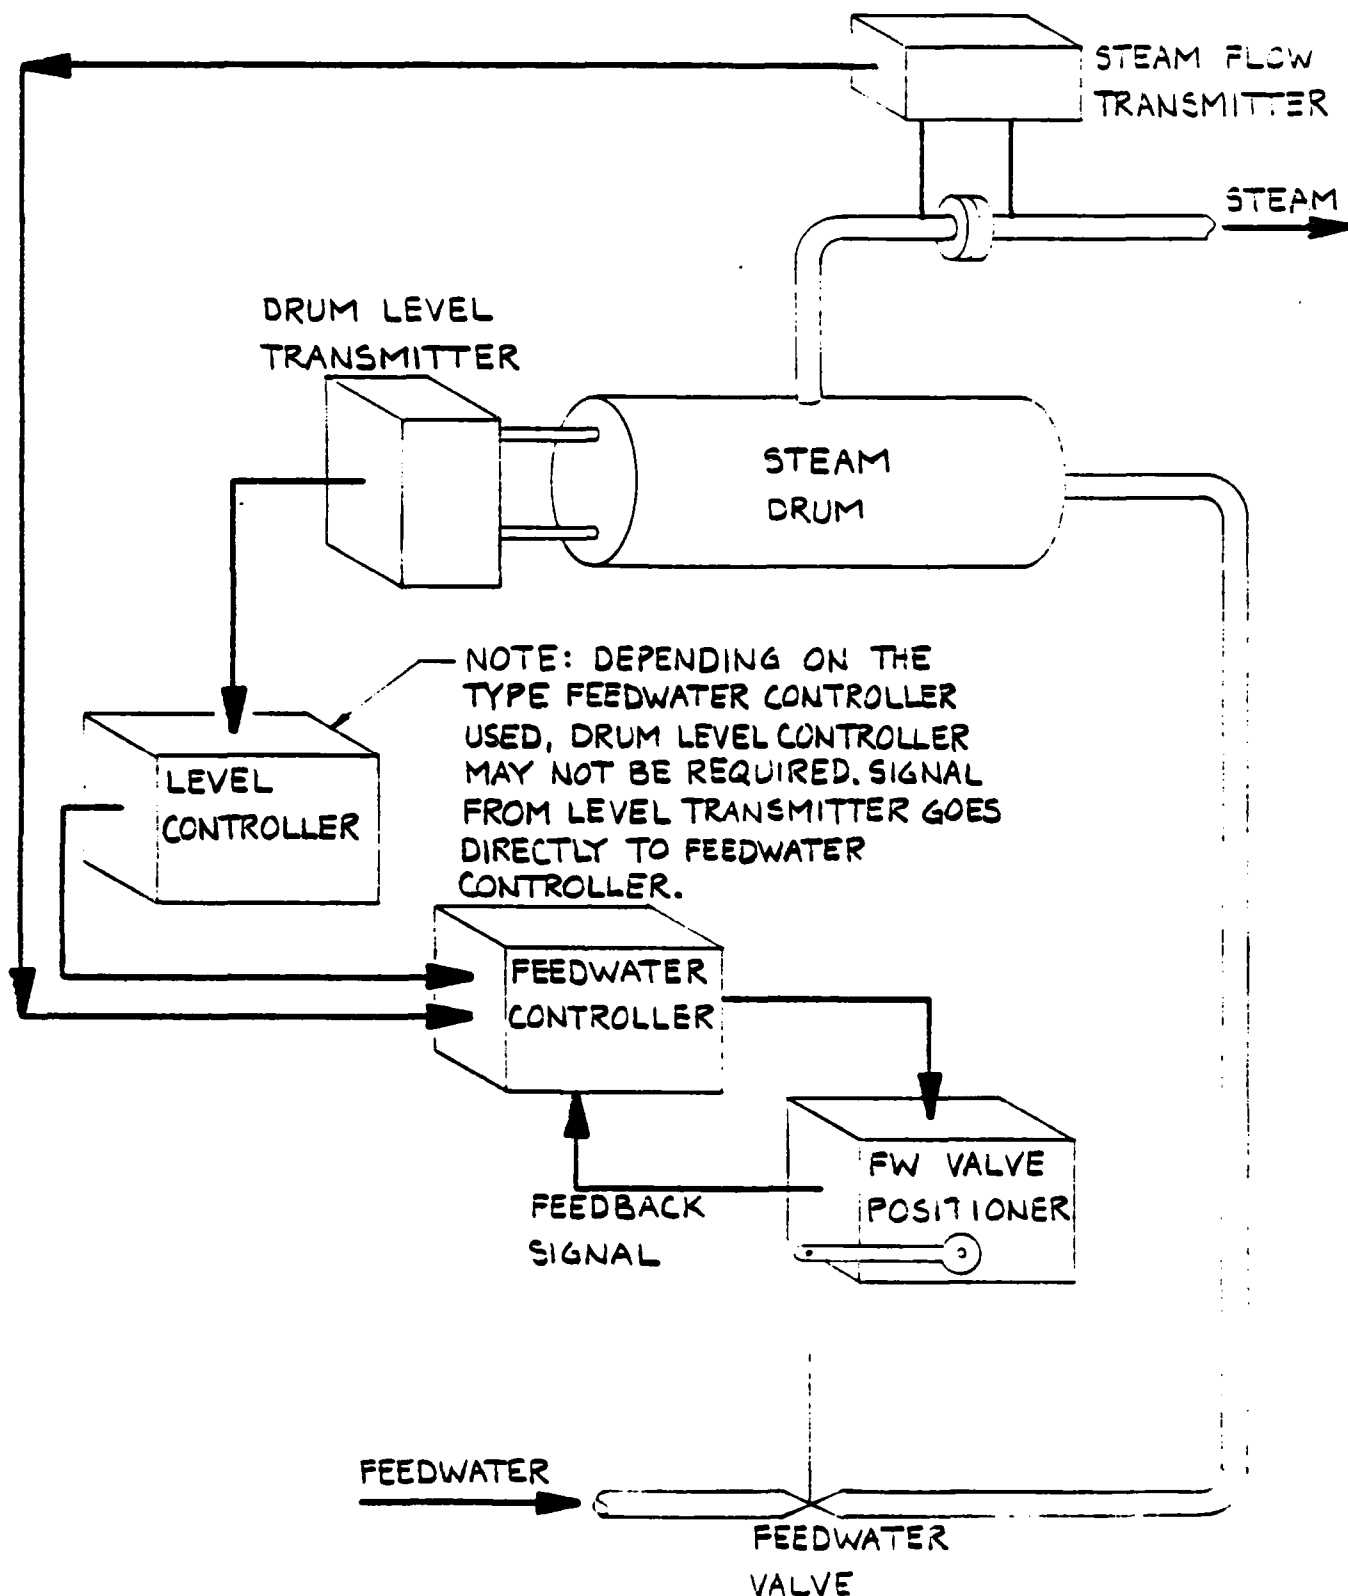 STEAM FLOW
TRANSMITTER
STEAM
DRUM LEVEL
TRANSMITTER
STEAM
DRUM
NOTE: DEPENDING ON THE
TYPE FEEDWATER CONTROLLER
USED, DRUM LEVEL CONTROLLER
MAY NOT BE REQUIRED. SIGNAL
FROM LEVEL TRANSMITTER GOES
DIRECTLY TO FEEDWATER
CONTROLLER.
LEVEL
CONTROLLER
FEEDWATER
CONTROLLER
FW VALVE
POSITIONER
FEEDBACK
SIGNAL
FEEDWATER
FEEDWATER
VALVE